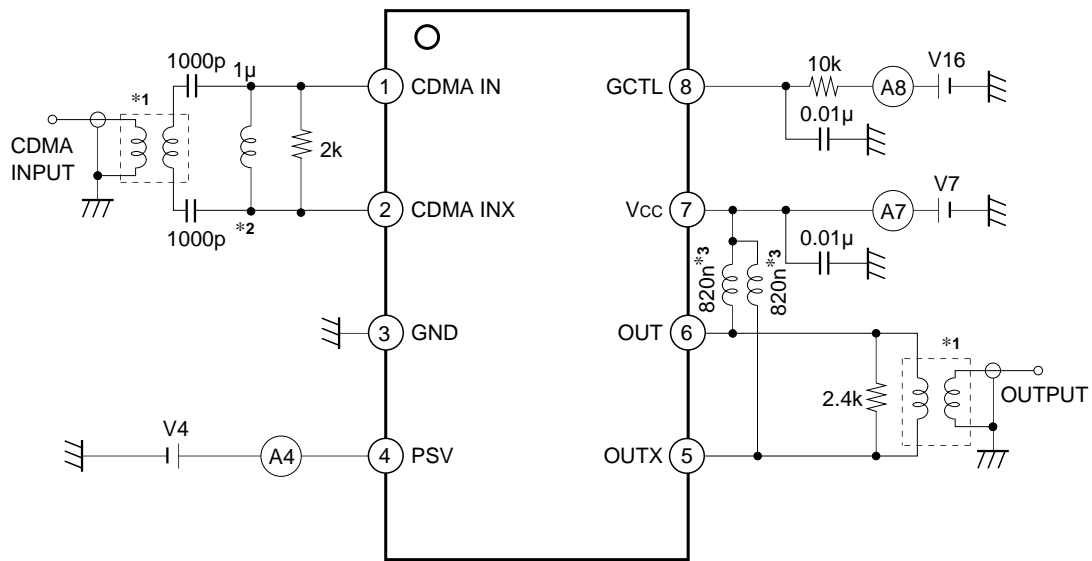 1000p
1µ
*1
CDMA
INPUT
2k
1000p
*2
1
CDMA IN
2
CDMA INX
3
GND
V4
A4
4
PSV
GCTL
8
10k
A8
V16
0.01µ
VCC
7
A7
V7
0.01µ
820n*3
820n*3
OUT
6
2.4k
*1
OUTPUT
OUTX
5